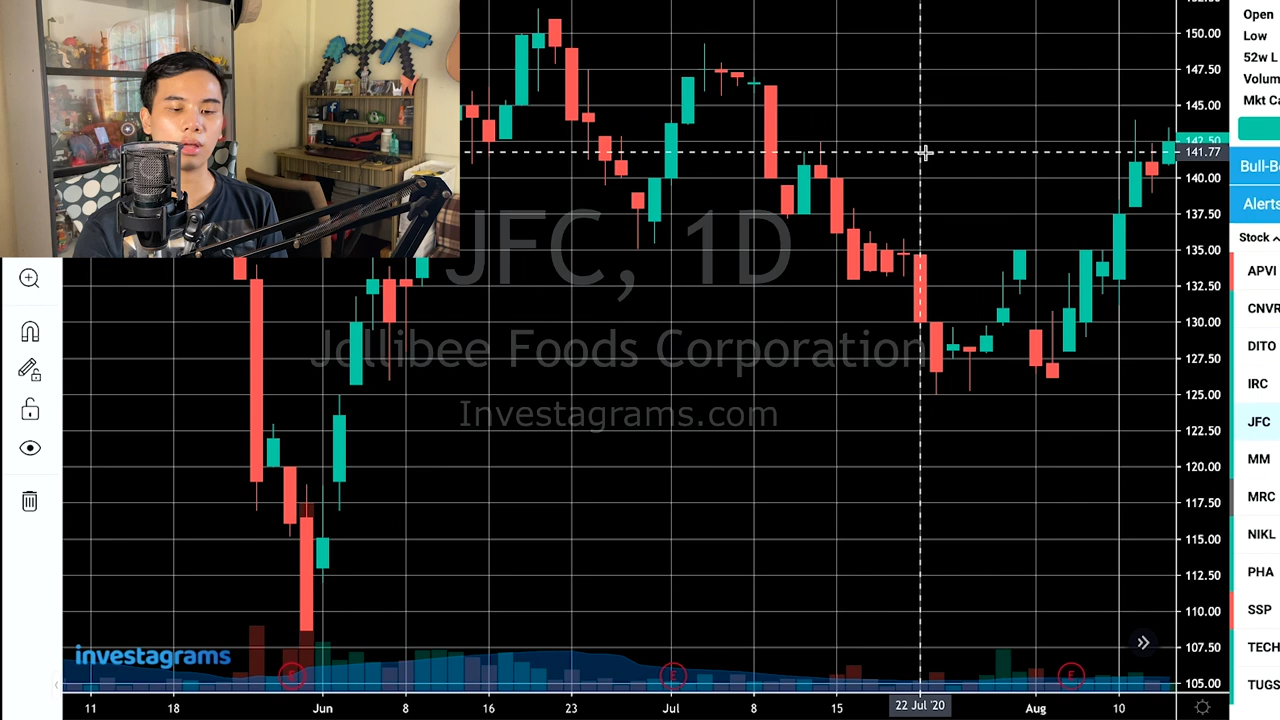 152.50
150.00
147.50
145.00
142.50
141.77
140.00
137.50
135.00
132.50
130.00
127.50
125.00
122.50
120.00
117.50
115.00
112.50
110.00
107.50
105.00
JFC, 1D
Jollibee Foods Corporation
Investagrams.com
investagrams
E
E
E
11
18
Jun
8
16
23
Jul
8
15
22 Jul '20
Aug
10
Open
Low
52w L
Volum
Mkt Ca
Bull-Be
Alerts
Stock
APVI
CNVR
DITO
IRC
JFC
MM
MRC
NIKL
PHA
SSP
TECH
TUGS